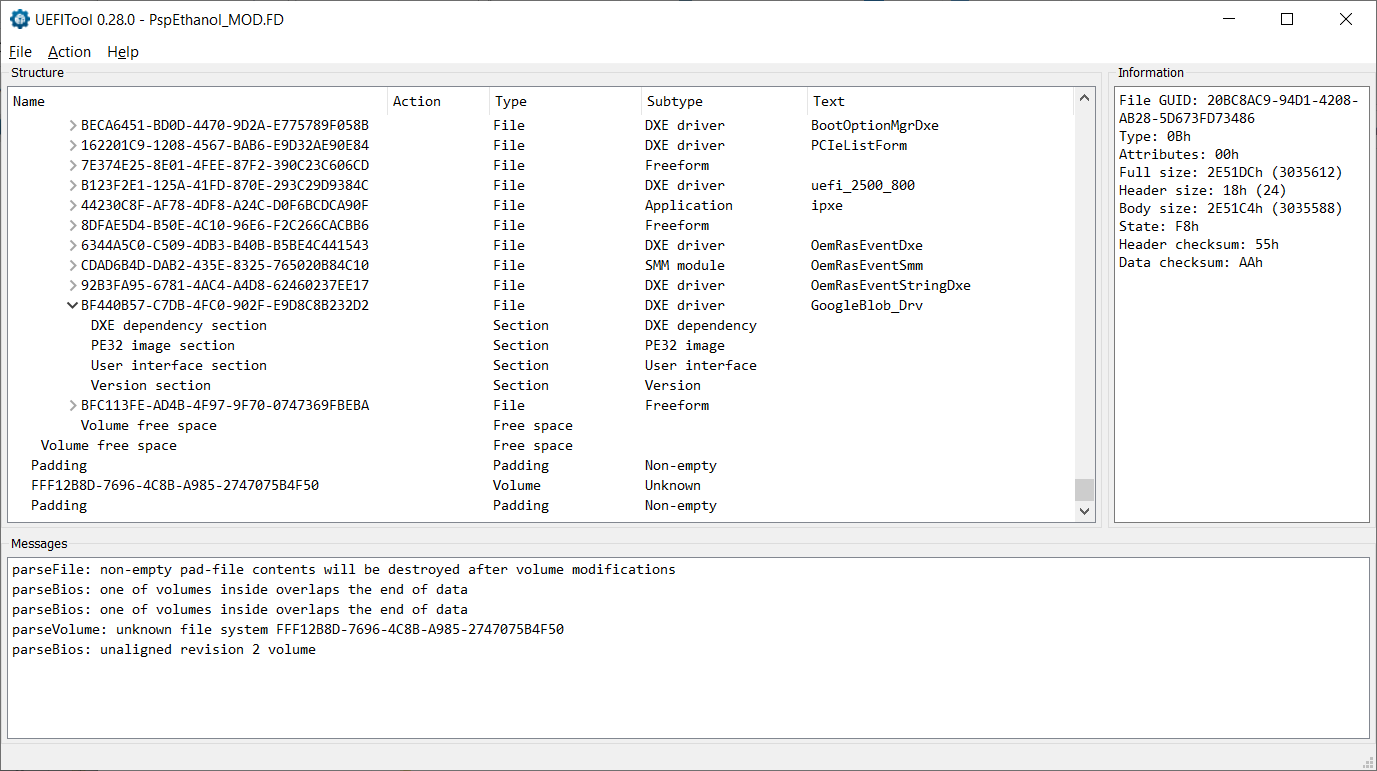 UEFITool 0.28.0 - PspEthanol_MOD.FD
File Action Help
Structure
Name Action Type Subtype Text
BECA6451-BD0D-4470-9D2A-E775789F058B File DXE driver BootOptionMgrDxe
162201C9-1208-4567-BAB6-E9D32AE90E84 File DXE driver PCIeListForm
7E374E25-8E01-4FEE-87F2-390C23C606CD File Freeform
B123F2E1-125A-41FD-870E-293C29D9384C File DXE driver uefi_2500_800
44230C8F-AF78-4DF8-A24C-D0F6BCDCA90F File Application ipxe
8DFAE5D4-B50E-4C10-96E6-F2C266CACBB6 File Freeform
6344A5C0-C509-4DB3-B40B-B5BE4C441543 File DXE driver OemRasEventDxe
CDAD6B4D-DAB2-435E-8325-765020B84C10 File SMM module OemRasEventSmm
92B3FA95-6781-4AC4-A4D8-62460237EE17 File DXE driver OemRasEventStringDxe
BF440B57-C7DB-4FC0-902F-E9D8C8B232D2 File DXE driver GoogleBlob_Drv
DXE dependency section Section DXE dependency
PE32 image section Section PE32 image
User interface section Section User interface
Version section Section Version
BFC113FE-AD4B-4F97-9F70-0747369FBEBA File Freeform
Volume free space Free space
Volume free space Free space
Padding Padding Non-empty
FFF12B8D-7696-4C8B-A985-2747075B4F50 Volume Unknown
Padding Padding Non-empty
Information
File GUID: 20BC8AC9-94D1-4208-
AB28-5D673FD73486
Type: 0Bh
Attributes: 00h
Full size: 2E51DCh (3035612)
Header size: 18h (24)
Body size: 2E51C4h (3035588)
State: F8h
Header checksum: 55h
Data checksum: AAh
Messages
parseFile: non-empty pad-file contents will be destroyed after volume modifications
parseBios: one of volumes inside overlaps the end of data
parseBios: one of volumes inside overlaps the end of data
parseVolume: unknown file system FFF12B8D-7696-4C8B-A985-2747075B4F50
parseBios: unaligned revision 2 volume